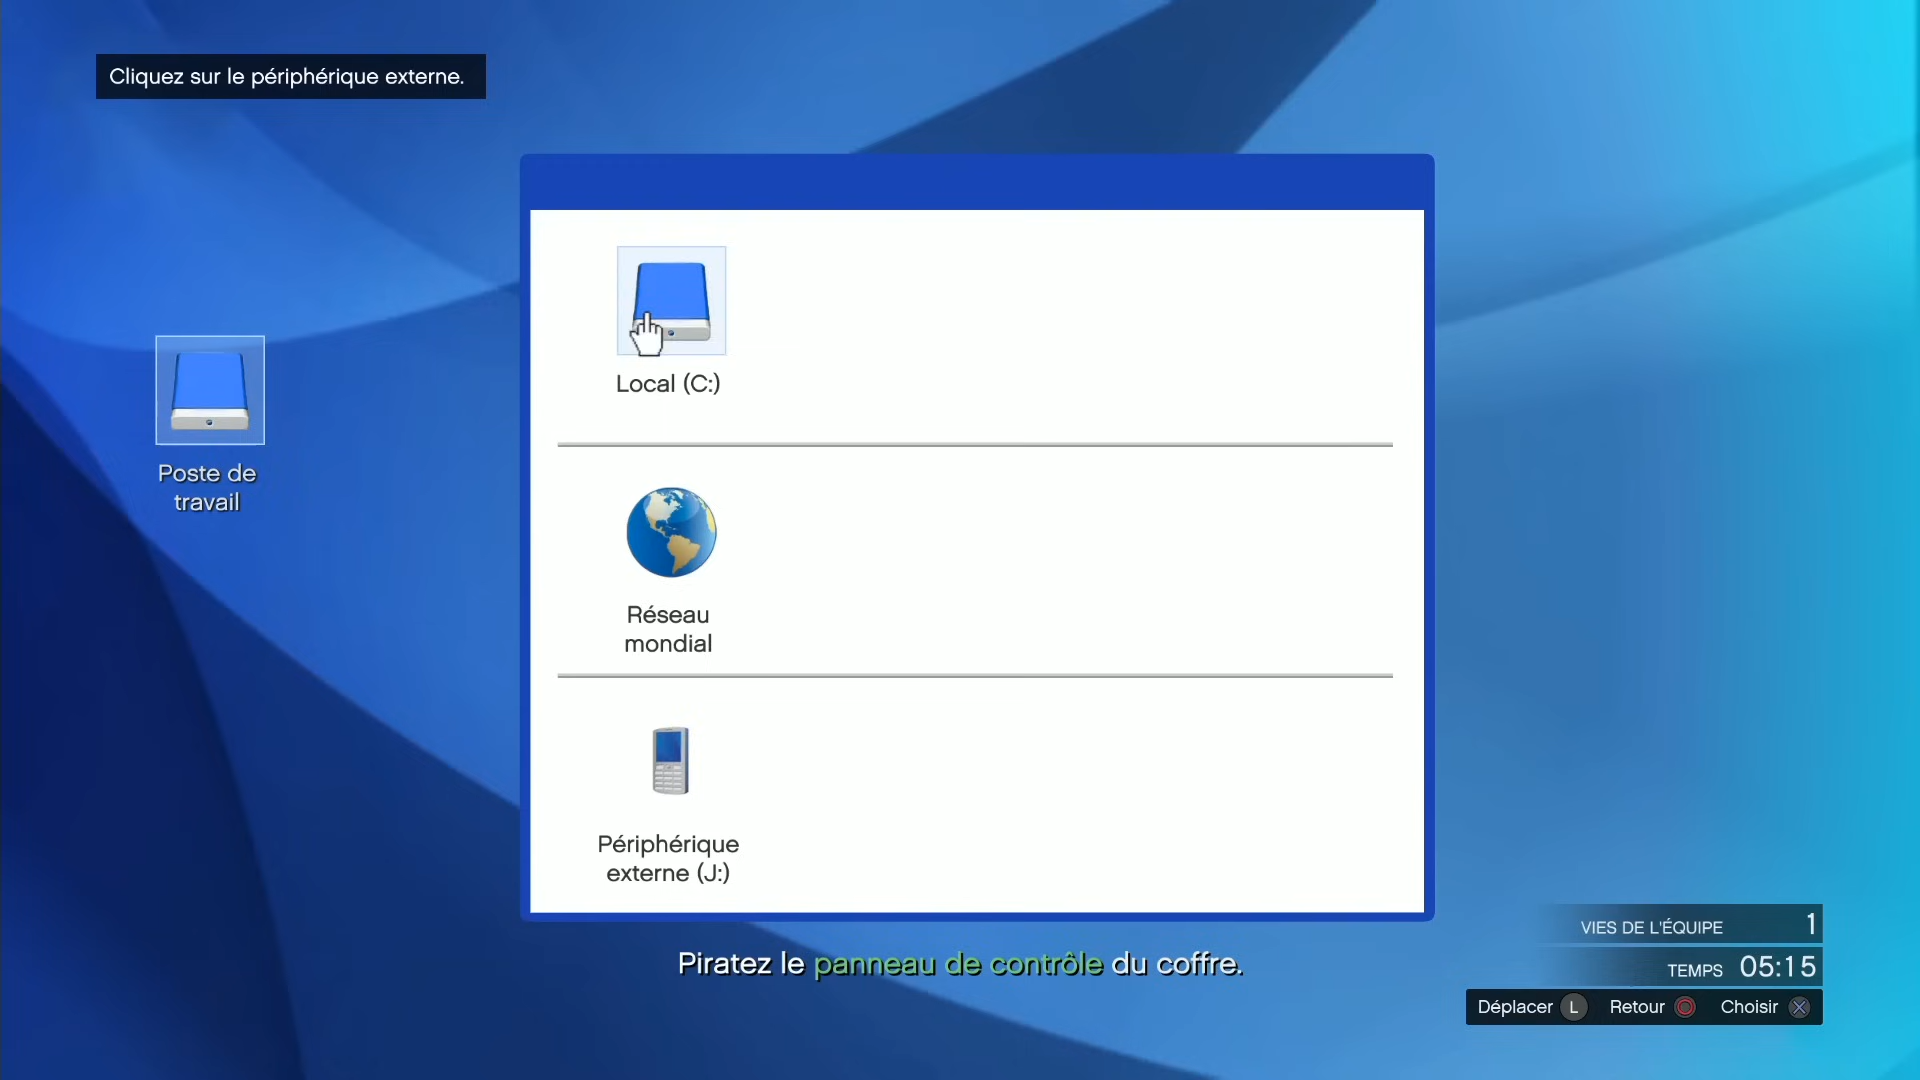 Cliquez sur le périphérique externe.
Local (C:)
Poste de
travail
Réseau
mondial
Périphérique
externe (J:)
Piratez le panneau de contrôle du coffre.
VIES DE L'ÉQUIPE 1
TEMPS 05:15
Déplacer L Retour Choisir